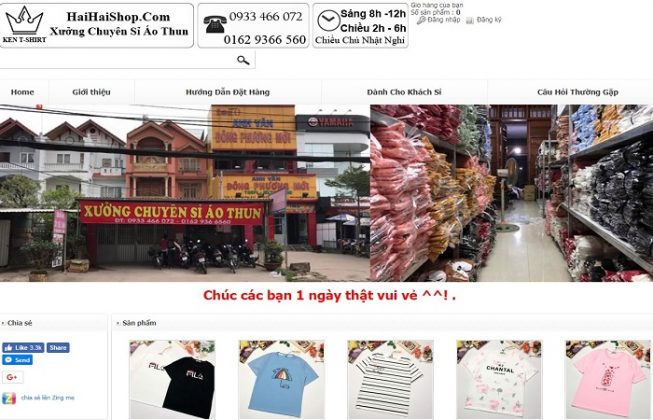 KEN T-SHIRT
HaiHaiShop.Com
Xưởng Chuyên Sỉ Áo Thun
0933 466 072
0162 9366 560
Sáng 8h -12h
Chiều 2h - 6h
Chiều Chủ Nhật Nghỉ
Giỏ hàng của bạn
Số sản phẩm : 0
Đăng nhập
Đăng ký
Home
Giới thiệu
Hướng Dẫn Đặt Hàng
Dành Cho Khách Sỉ
Câu Hỏi Thường Gặp
ANH VĂN
ĐÔNG PHƯƠNG MỚI
YAMAHA
ANH VĂN
ĐÔNG PHƯƠNG MỚI
XƯỞNG CHUYÊN SỈ ÁO THUN
ĐT: 0933 466 072 - 0162 936 6560
Chúc các bạn 1 ngày thật vui vẻ ^^! .
Chia sẻ
Sản phẩm
Like 3.3k
Share
Send
G+
chia sẻ lên Zing me
FILA
FILA
CHANTAL